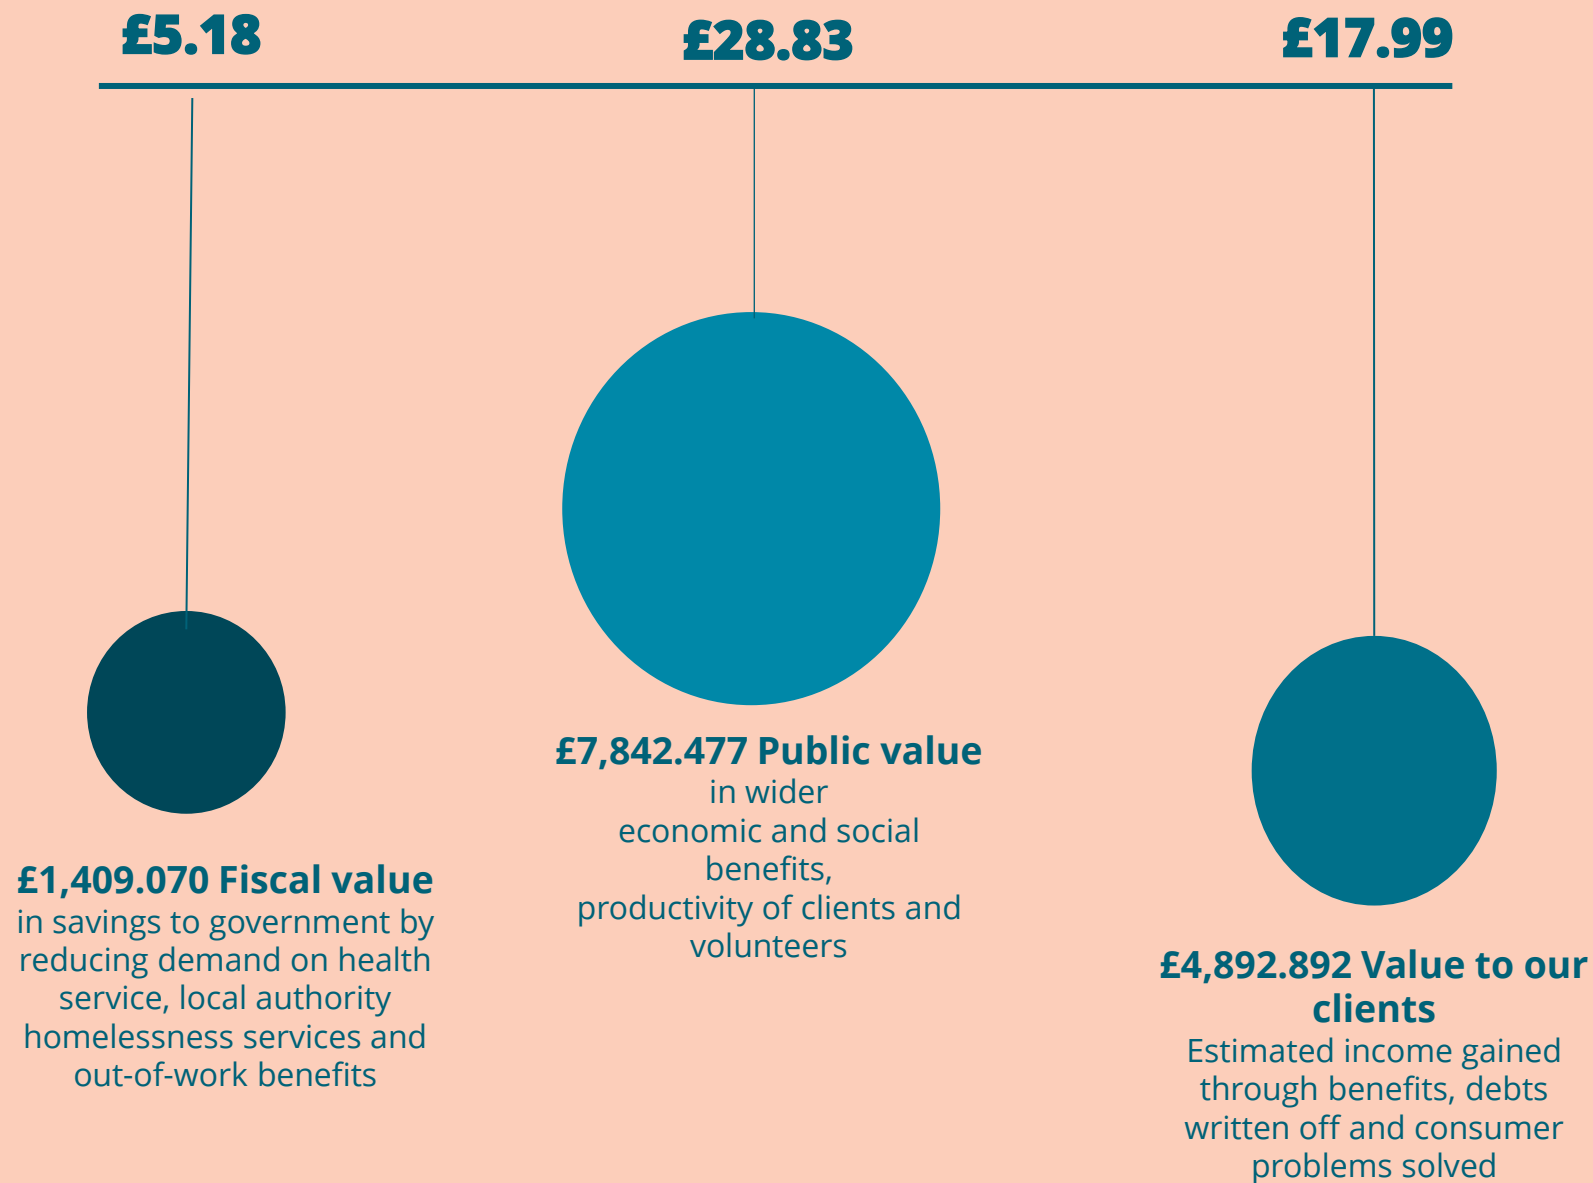 £5.18
£28.83
£17.99
£1,409.070 Fiscal value
in savings to government by
reducing demand on health
service, local authority
homelessness services and
out-of-work benefits
£7,842.477 Public value
in wider
economic and social
benefits,
productivity of clients and
volunteers
£4,892.892 Value to our
clients
Estimated income gained
through benefits, debts
written off and consumer
problems solved